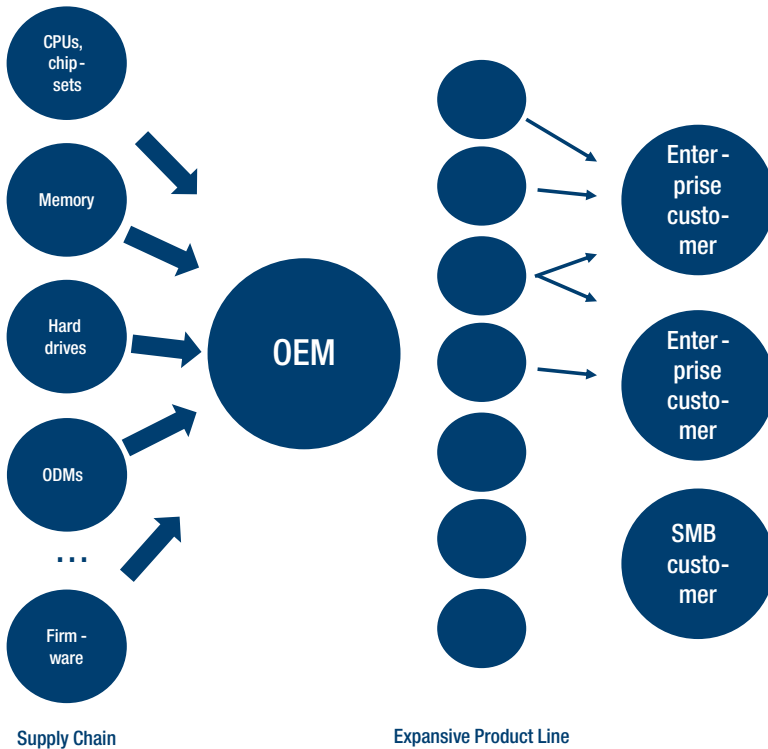 CPUs,
chip-
sets
Memory
Hard
drives
ODMs
...
Firm-
ware
Supply Chain
OEM
Expansive Product Line
Enter-
prise
custo-
mer
Enter-
prise
custo-
mer
SMB
custo-
mer